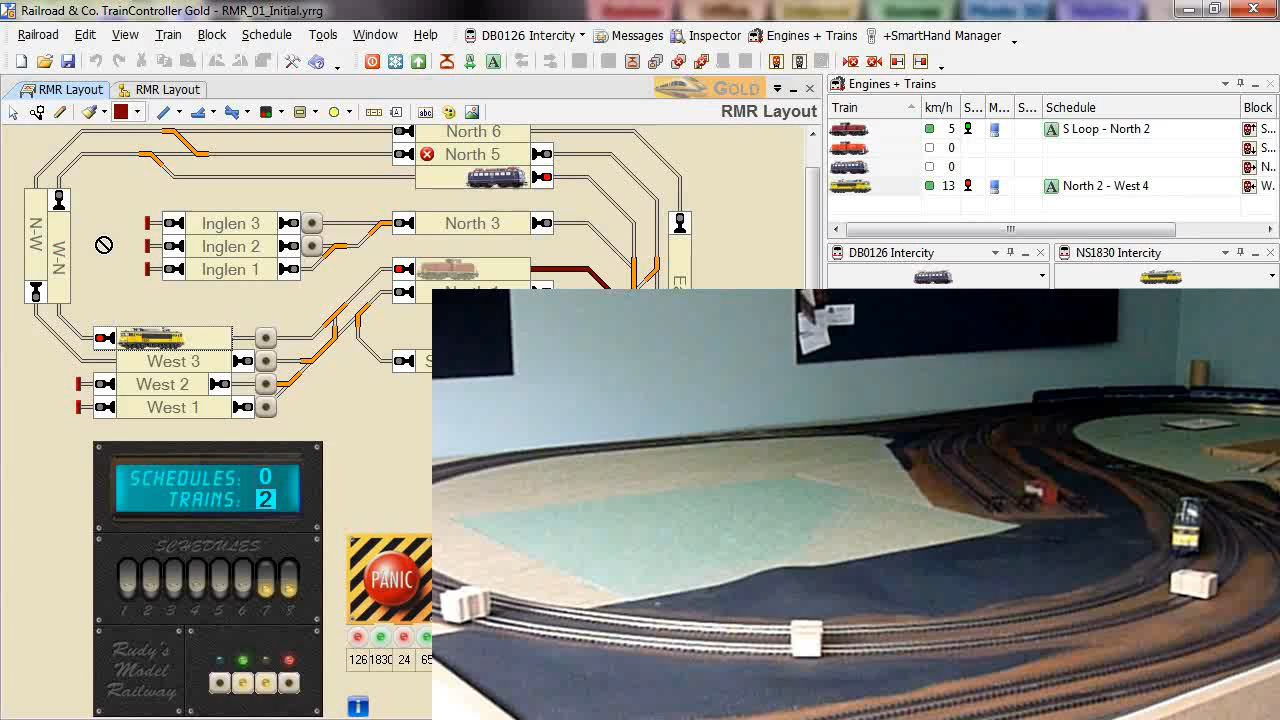 Railroad & Co. TrainController Gold - RMR_01_Initial.yrrg
Railroad Edit View Train Block Schedule Tools Window Help DB0126 Intercity Messages Inspector Engines + Trains +SmartHand Manager
RMR Layout RMR Layout GOLD
RMR Layout
abc
Engines + Trains
Train km/h S... M... S... Schedule Block
5 A S Loop - North 2 S...
0 S...
0 N...
13 A North 2 - West 4 W...
DB0126 Intercity NS1830 Intercity
North 6
North 5
N-W
W-N
Inglen 3 North 3
Inglen 2
Inglen 1
West 3
West 2
West 1
SCHEDULES: 0
TRAINS: 2
SCHEDULES
1 2 3 4 5 6 7 8
PANIC
Rudy's
Model
Railway
126 1830 24